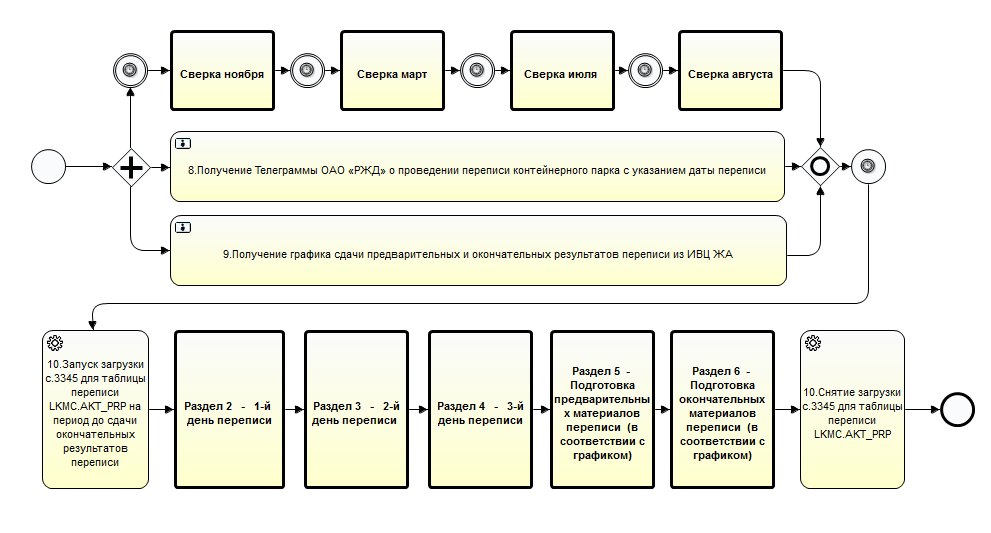 Сверка ноября
Сверка март
Сверка июля
Сверка августа
8.Получение Телеграммы ОАО «РЖД» о проведении переписи контейнерного парка с указанием даты переписи
9.Получение графика сдачи предварительных и окончательных результатов переписи из ИВЦ ЖА
10.Запуск загрузки
с.3345 для таблицы
переписи
LKMC.AKT_PRP на
период до сдачи
окончательных
результатов
переписи
Раздел 2 - 1-й
день переписи
Раздел 3 - 2-й
день переписи
Раздел 4 - 3-й
день переписи
Раздел 5 -
Подготовка
предварительны
х материалов
переписи (в
соответствии с
графиком)
Раздел 6 -
Подготовка
окончательных
материалов
переписи (в
соответствии с
графиком)
10.Снятие загрузки
с.3345 для таблицы
переписи
LKMC.AKT_PRP